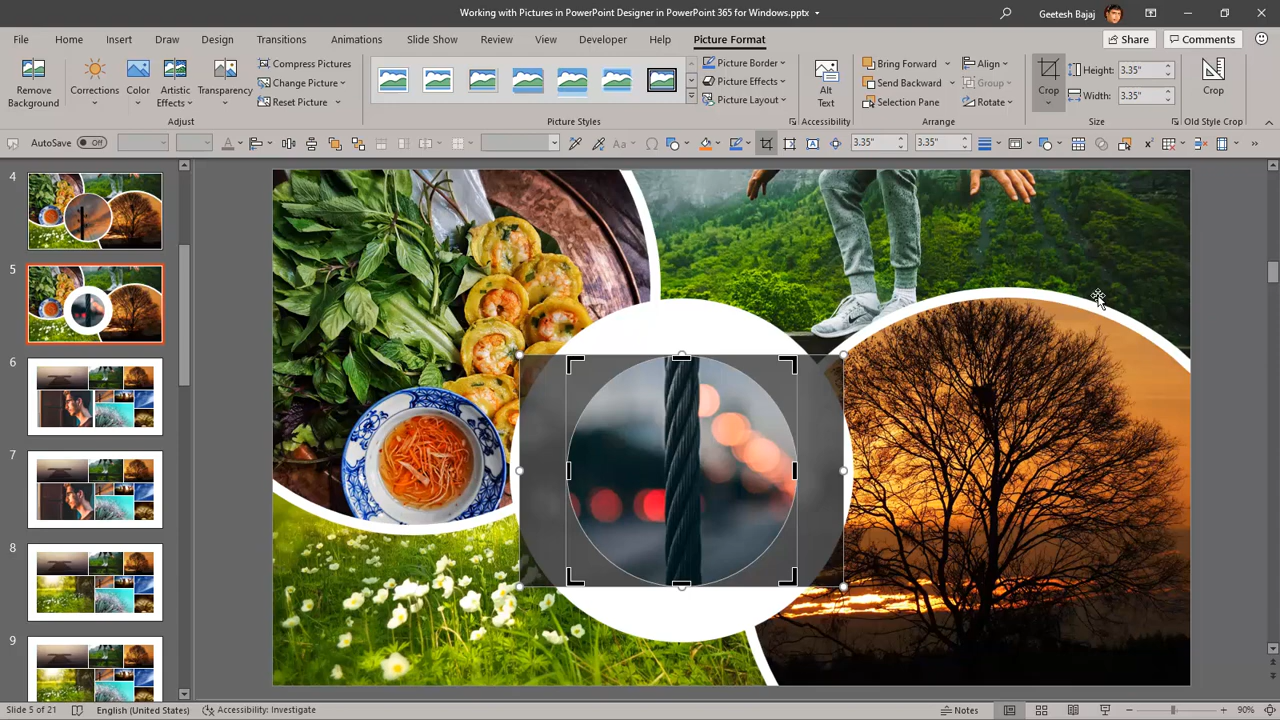 Working with Pictures in PowerPoint Designer in PowerPoint 365 for Windows.pptx
Geetesh Bajaj
File Home Insert Draw Design Transitions Animations Slide Show Review View Developer Help Picture Format Share Comments
Remove Background
Corrections
Color
Artistic Effects
Transparency
Compress Pictures
Change Picture
Reset Picture
Adjust
Picture Styles
Picture Border
Picture Effects
Picture Layout
Alt Text
Accessibility
Bring Forward
Send Backward
Selection Pane
Align
Group
Rotate
Arrange
Crop
Height: 3.35"
Width: 3.35"
Size
Crop
Old Style Crop
AutoSave Off
A
Aa
3.35" 3.35"
4
5
6
7
8
9
Slide 5 of 21 English (United States) Accessibility: Investigate Notes 90%